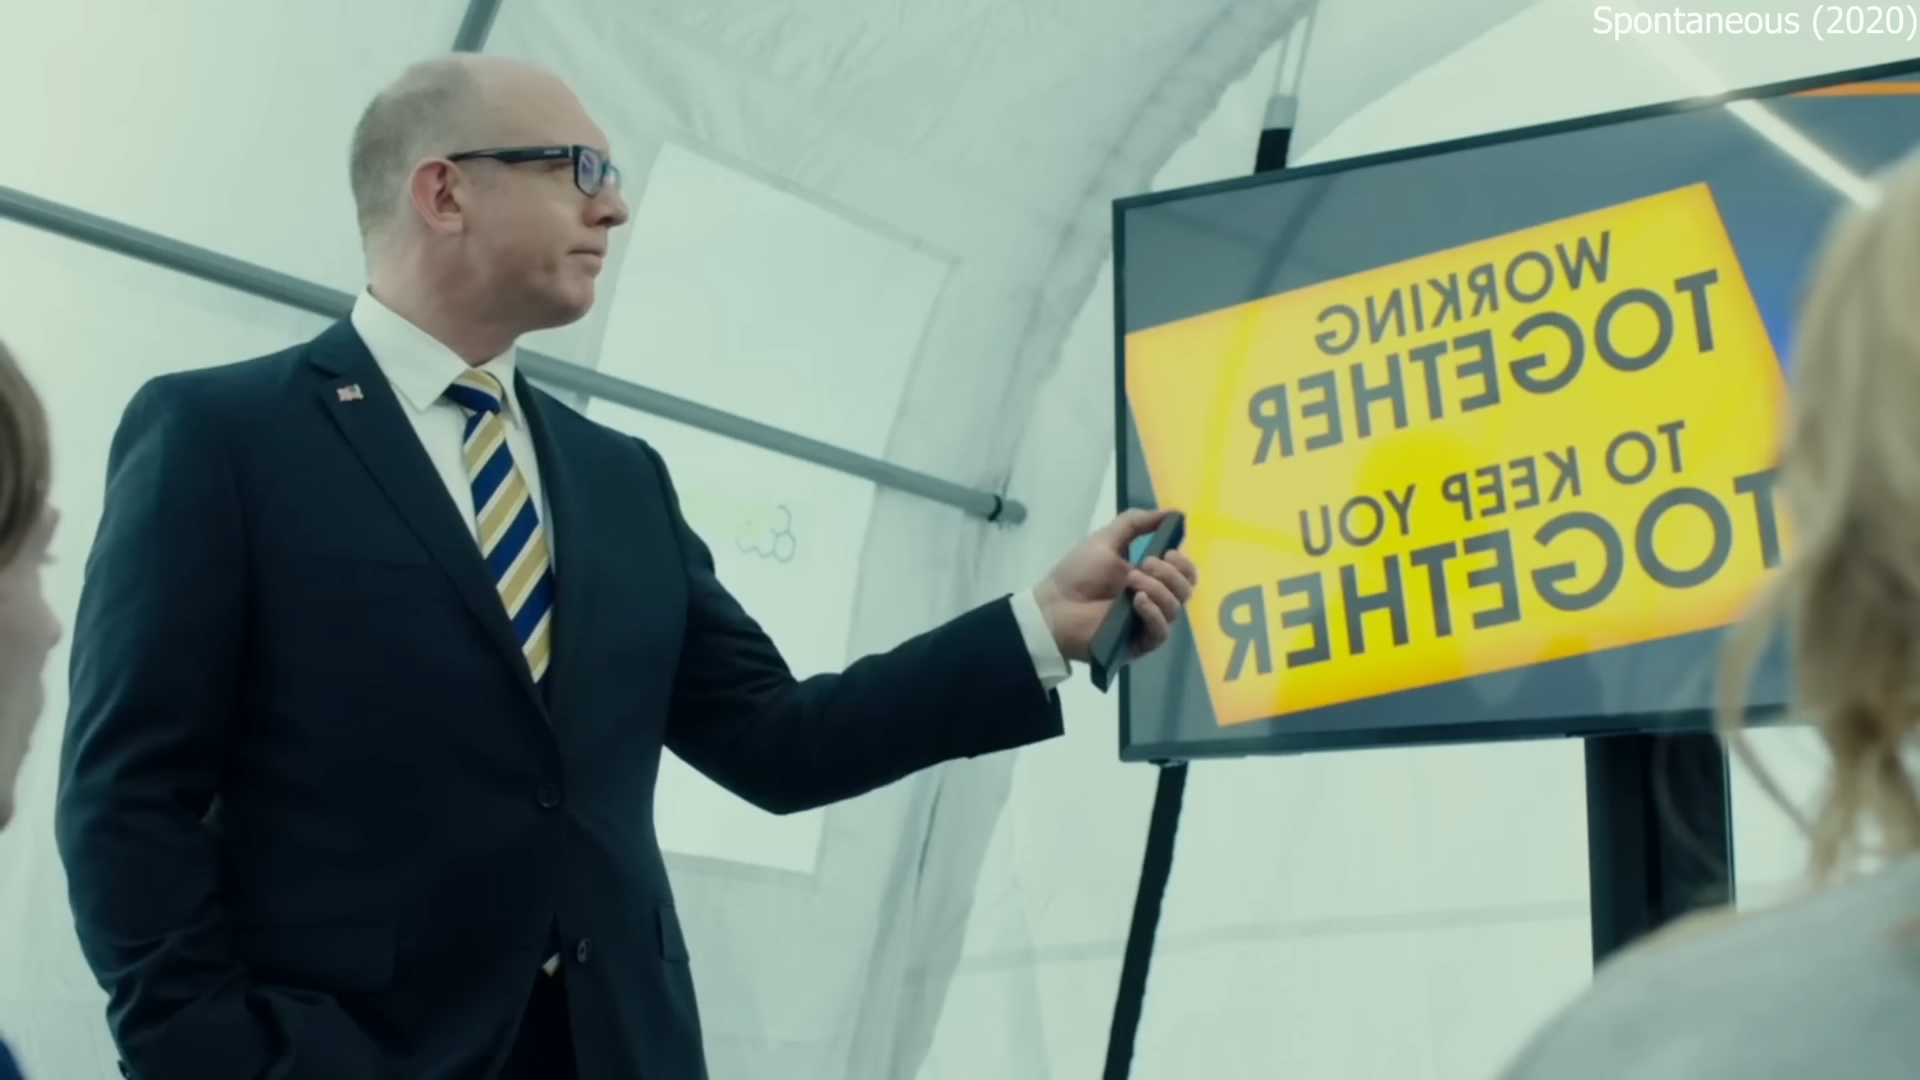 Spontaneous (2020)
WORKING
TOGETHER
TO KEEP YOU
TOGETHER